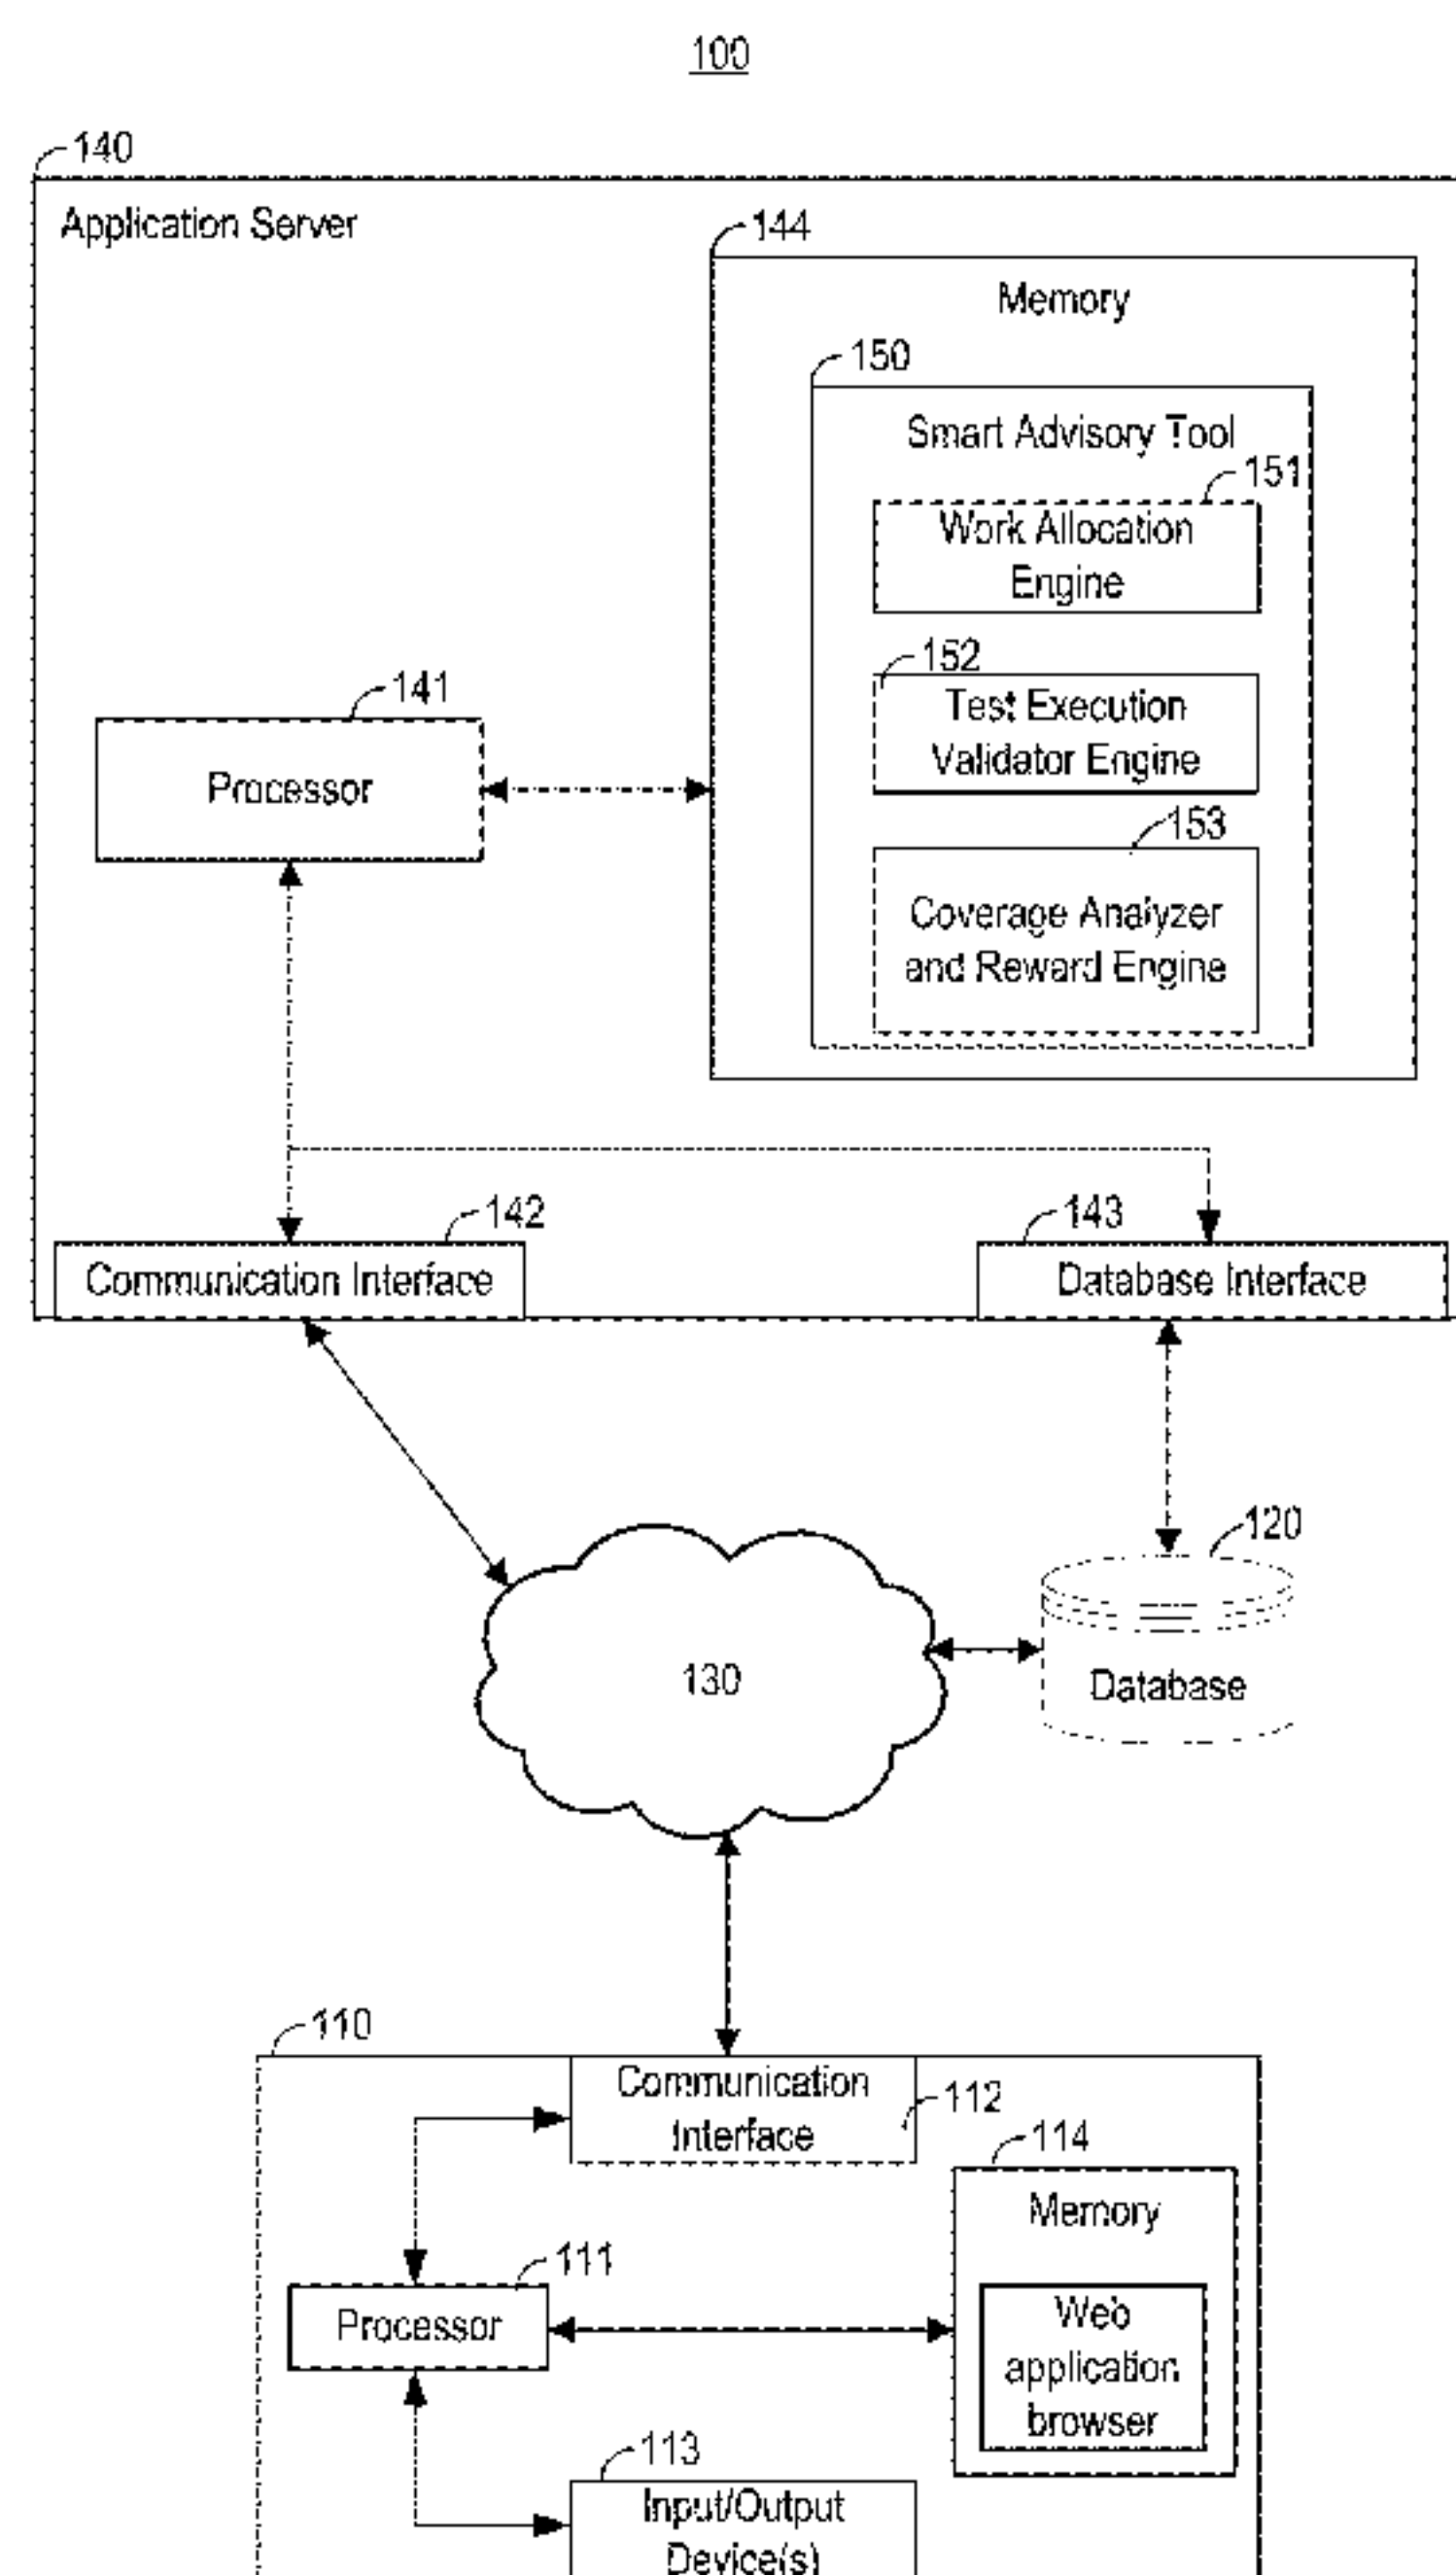 100
140
Application Server
144
Memory
150
Smart Advisory Tool
151
Work Allocation
Engine
152
Test Execution
Validator Engine
141
Processor
153
Coverage Analyzer
and Reward Engine
142
Communication Interface
143
Database Interface
120
130
Database
110
Communication
Interface
112
114
Memory
111
Processor
Web
application
browser
113
Input/Output
Device(s)